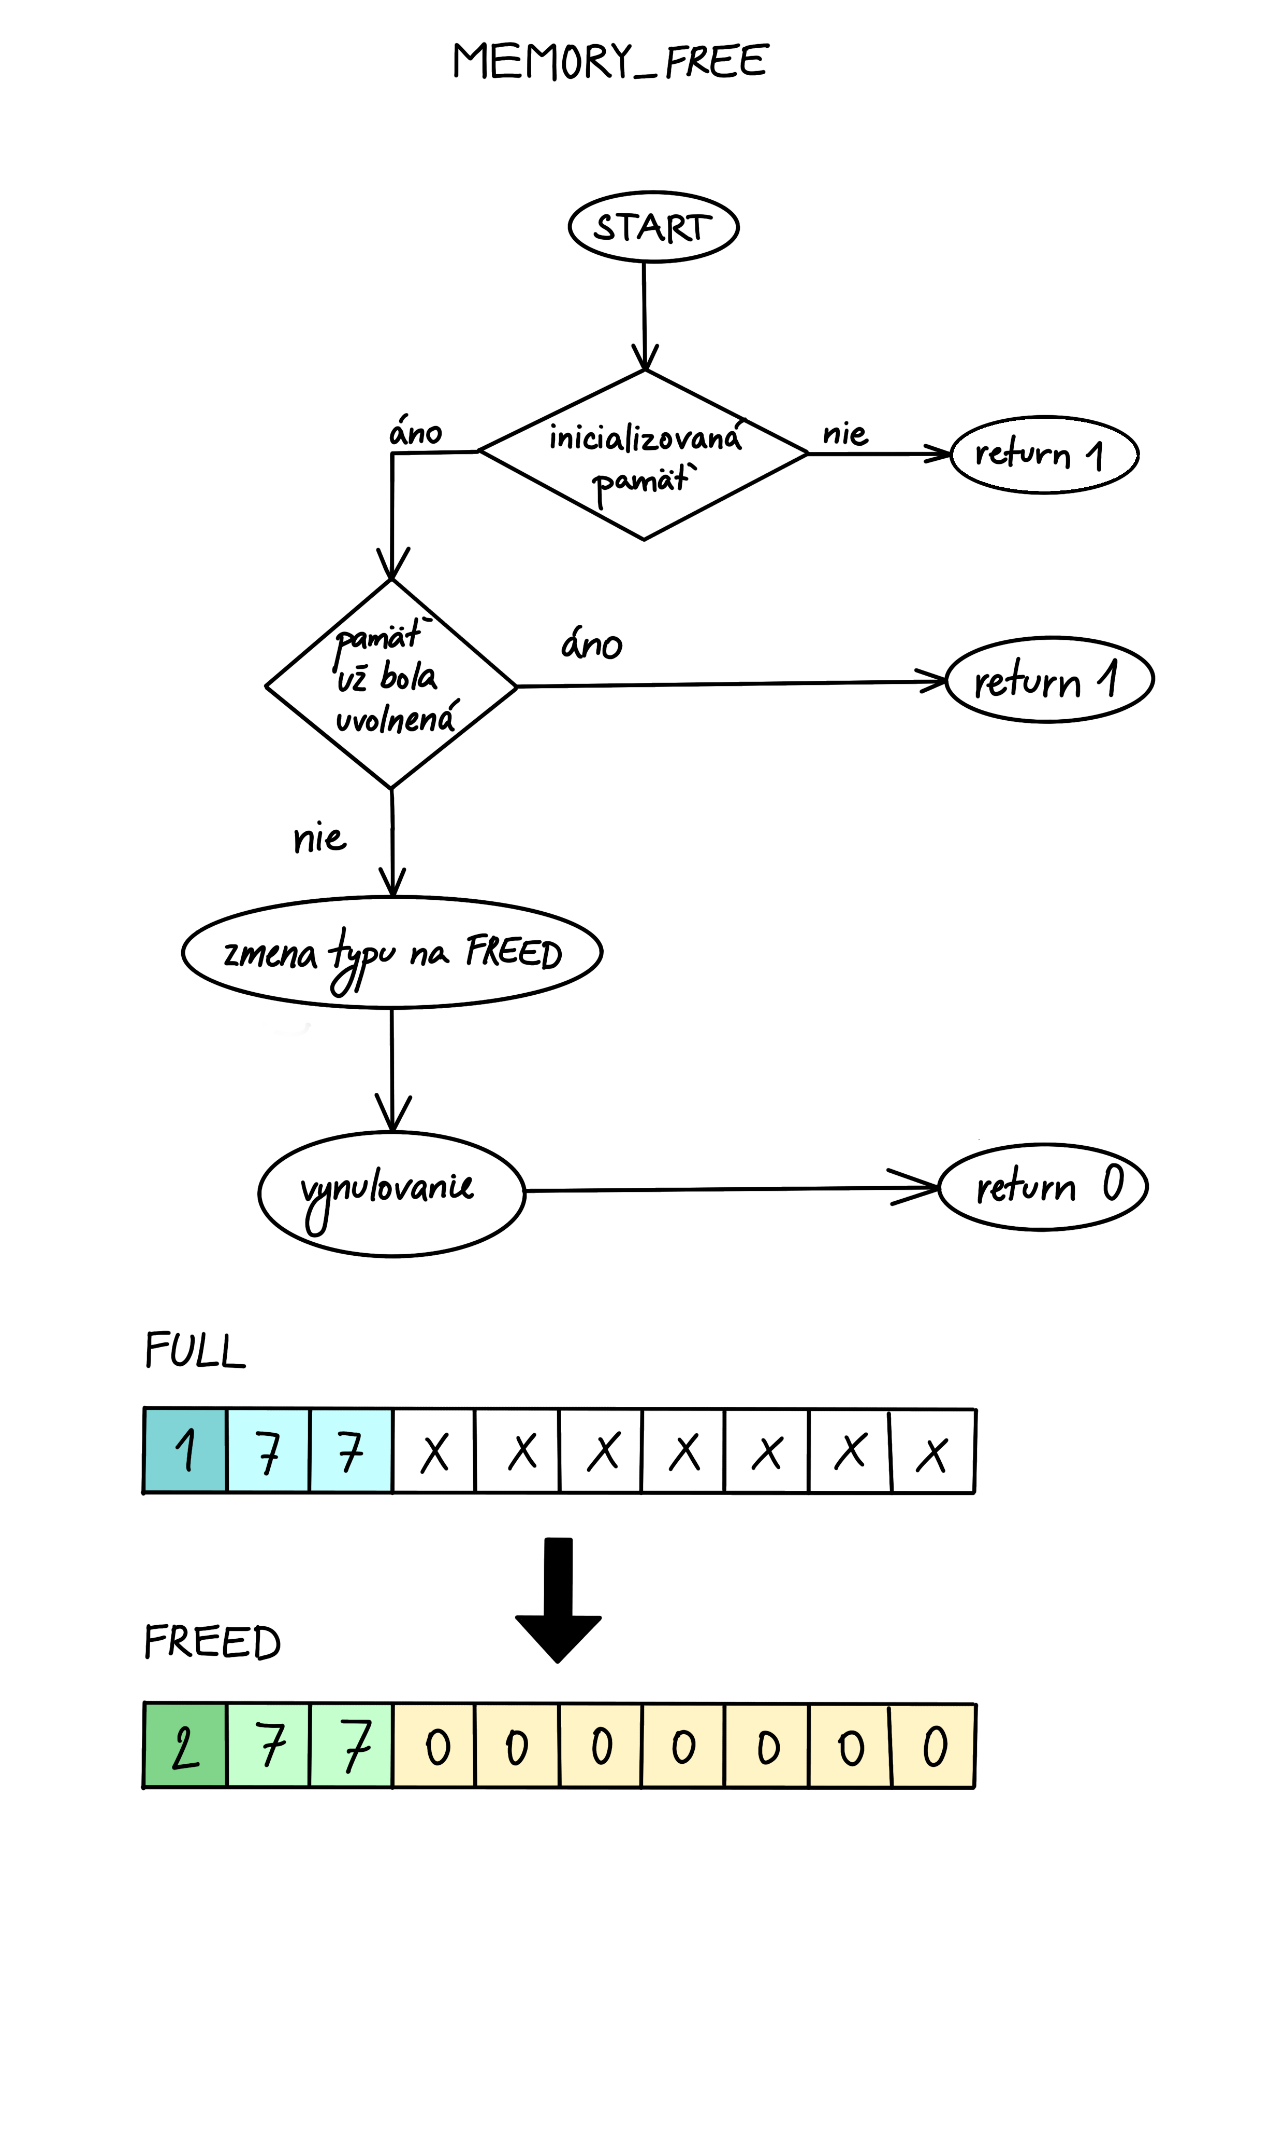 MEMORY_FREE
START
áno
inicializovaná
pamäť
nie
return 1
pamäť
už bola
uvolnená
áno
return 1
nie
zmena typu na FREED
vynulovanie
return 0
FULL
1 7 7 X X X X X X X
FREED
2 7 7 0 0 0 0 0 0 0